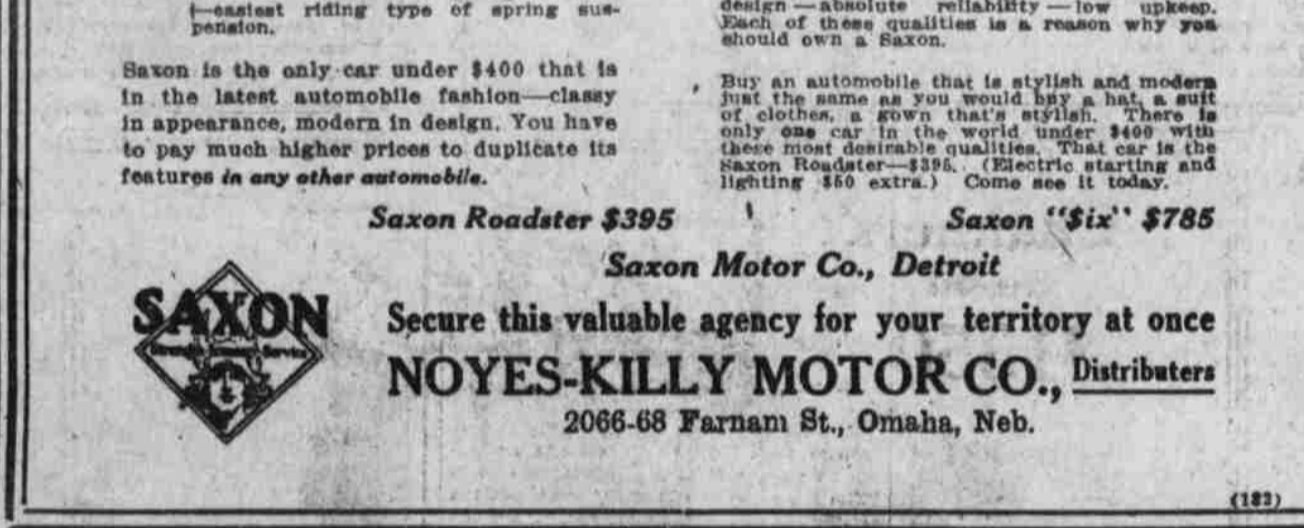 —easiest riding type of spring sus-
pension.
Saxon is the only car under $400 that is
in the latest automobile fashion—classy
in appearance, modern in design. You have
to pay much higher prices to duplicate its
features in any other automobile.
design—absolute reliability—low upkeep.
Each of these qualities is a reason why you
should own a Saxon.
Buy an automobile that is stylish and modern
just the same as you would buy a hat, a suit
of clothes, a gown that's stylish. There is
only one car in the world under $400 with
these most desirable qualities. That car is the
Saxon Roadster—$395. (Electric starting and
lighting $50 extra.) Come see it today.
Saxon Roadster $395
Saxon "Six" $785
Saxon Motor Co., Detroit
SAXON
Strength Service
Secure this valuable agency for your territory at once
NOYES-KILLY MOTOR CO., Distributers
2066-68 Farnam St., Omaha, Neb.
(182)